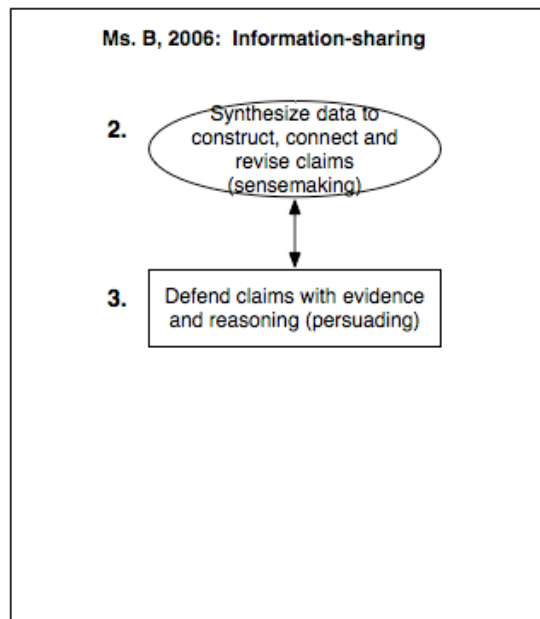 Ms. B, 2006: Information-sharing
2.
Synthesize data to
construct, connect and
revise claims
(sensemaking)
3.
Defend claims with evidence
and reasoning (persuading)